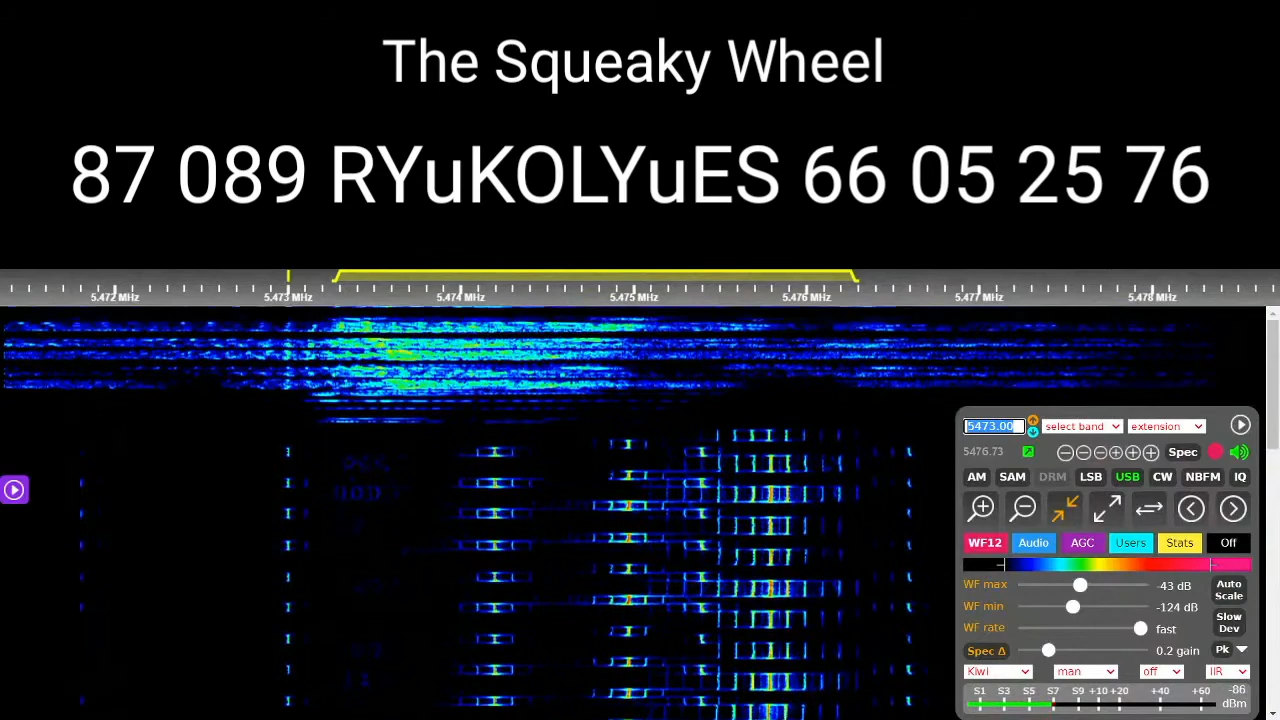 The Squeaky Wheel
87 089 RYuKOLYuES 66 05 25 76
5.472 MHz 5.473 MHz 5.474 MHz 5.475 MHz 5.476 MHz 5.477 MHz 5.478 MHz
5473.00 select band extension
5476.73 Spec
AM SAM DRM LSB USB CW NBFM IQ
WF12 Audio AGC Users Stats Off
WF max -43 dB Auto Scale
WF min -124 dB
WF rate fast Slow Dev
Spec Δ 0.2 gain Pk
Kiwi man off IIR
S1 S3 S5 S7 S9 +10 +20 +40 +60 -86 dBm